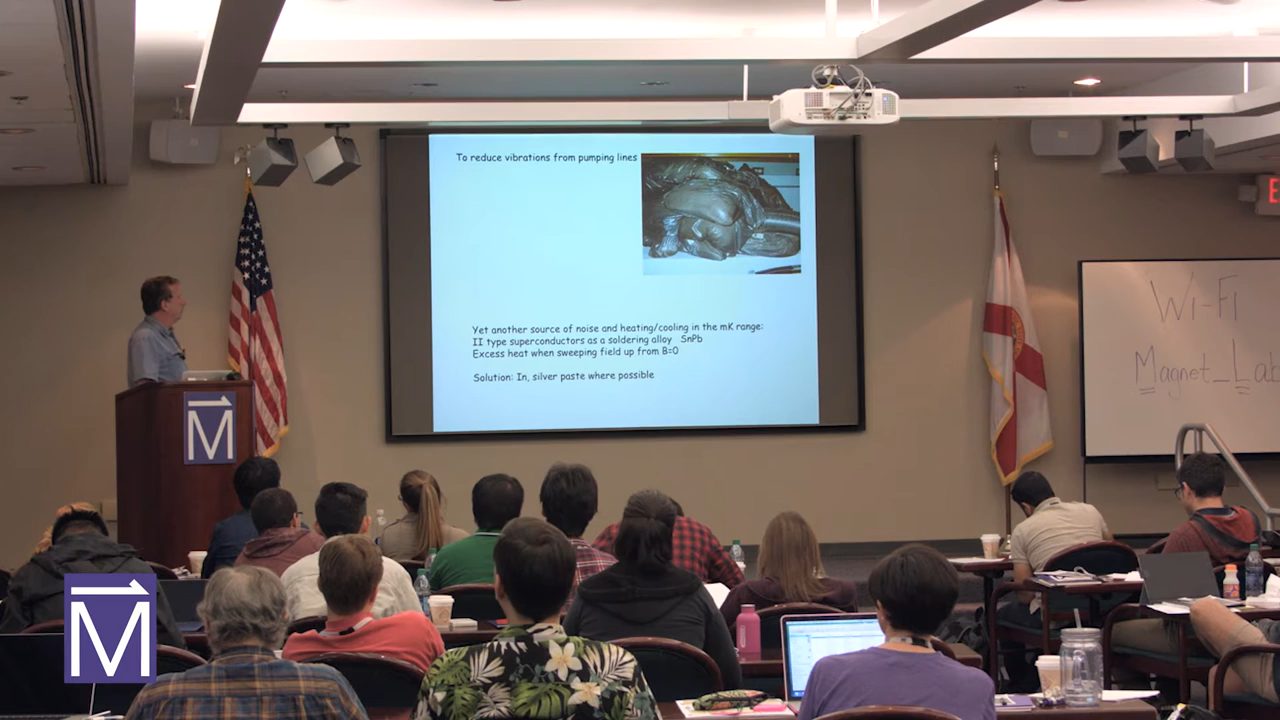 To reduce vibrations from pumping lines
Yet another source of noise and heating/cooling in the mK range:
II type superconductors as a soldering alloy SnPb
Excess heat when sweeping field up from B=0
Solution: In, silver paste where possible
Wi-Fi
Magnet_Lab
M
M
E